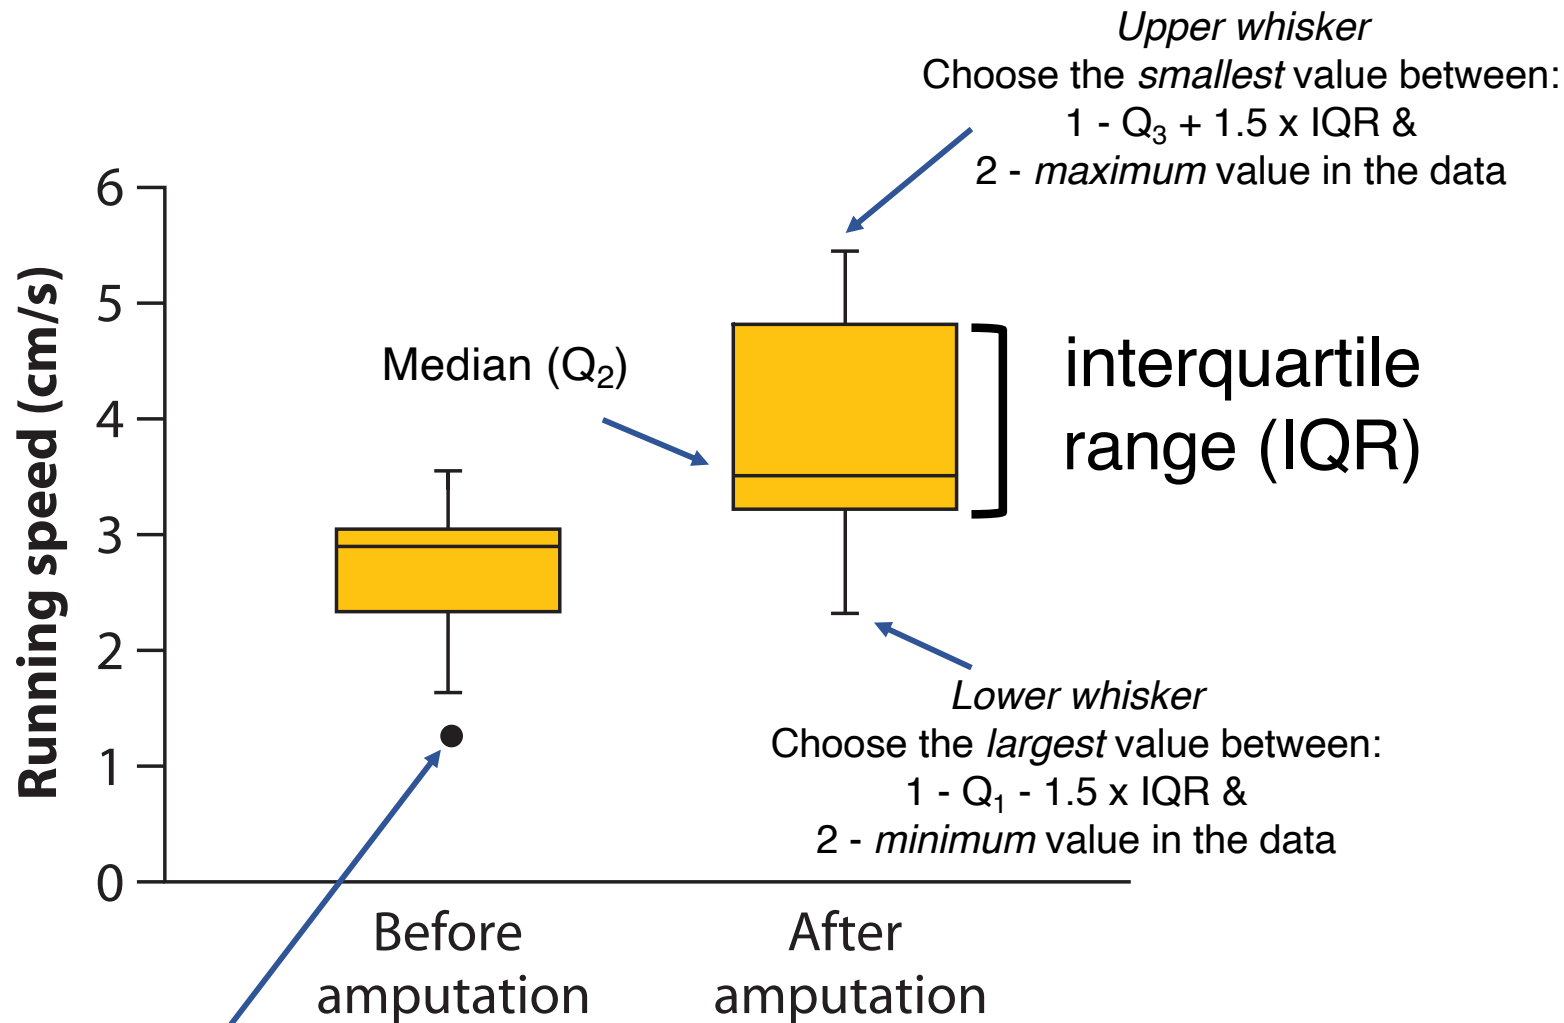 Upper whisker
Choose the smallest value between:
1 - Q₃ + 1.5 x IQR &
2 - maximum value in the data
6
5
4
3
2
1
0
Running speed (cm/s)
Median (Q₂)
interquartile
range (IQR)
Lower whisker
Choose the largest value between:
1 - Q₁ - 1.5 x IQR &
2 - minimum value in the data
Before
amputation
After
amputation